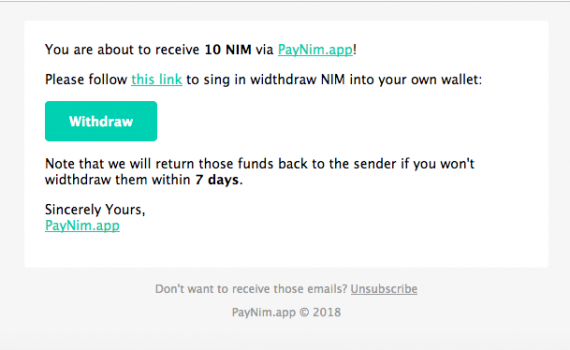 You are about to receive 10 NIM via PayNim.app!
Please follow this link to sing in widthdraw NIM into your own wallet:
Withdraw
Note that we will return those funds back to the sender if you won't
widthdraw them within 7 days.
Sincerely Yours,
PayNim.app
Don't want to receive those emails? Unsubscribe
PayNim.app © 2018